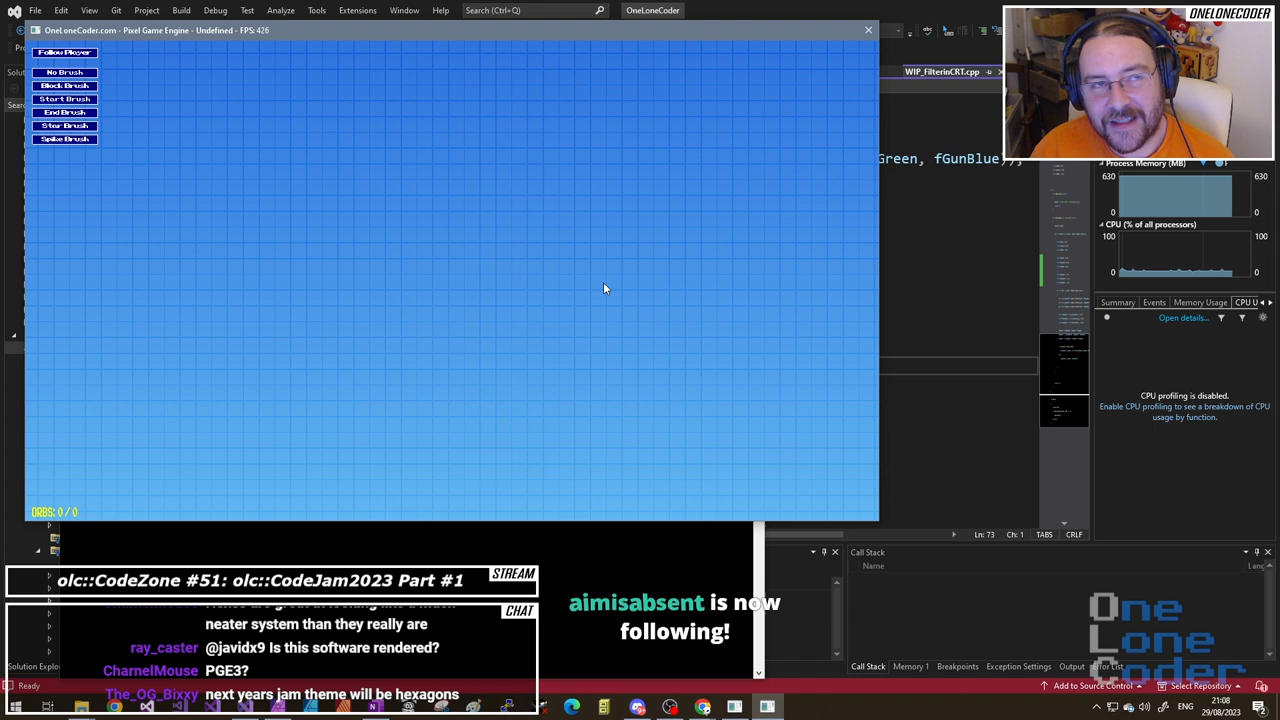 File Edit View Git Project Build Debug Test Analyze Tools Extensions Window Help Search (Ctrl+Q) OneLoneCoder
OneLoneCoder.com - Pixel Game Engine - Undefined - FPS: 426
Follow Player
No Brush
Block Brush
Start Brush
End Brush
Star Brush
Spike Brush
ORBS: 0 / 0
WIP_FilterinCRT.cpp
Green, fGunBlue));
ONELONECODER
Process Memory (MB)
630 630
0 0
CPU (% of all processors)
100 100
0 0
Summary Events Memory Usage CPU U
Open details...
CPU profiling is disabled.
Enable CPU profiling to see a breakdown of CPU
usage by function.
Ln: 73 Ch: 1 TABS CRLF
Call Stack
Name Lang
olc::CodeZone #51: olc::CodeJam2023 Part #1
STREAM
CHAT
neater system than they really are
ray_caster @javidx9 Is this software rendered?
CharnelMouse PGE3?
The_OG_Bixxy next years jam theme will be hexagons
aimisabsent is now
following!
One
Lone
Coder
Solution Explo
Call Stack Memory 1 Breakpoints Exception Settings Output Error List
Ready
Add to Source Control Select Repository
ENG
21:08
29/08/2023